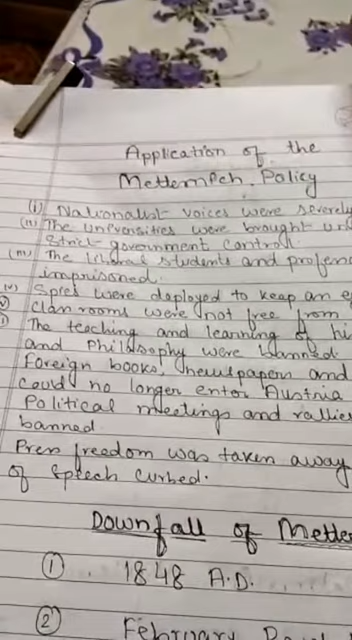 Application of the
Metternich Policy
(i) Nationalist voices were severely
(ii) The Universities were brought un
strict government control.
(iii) The liberal students and profess
imprisoned.
(iv) Spies were deployed to keep an e
(v) Class rooms were not free from
The teaching and learning of hi
and Philosophy were banned.
Foreign books, newspapers and
could no longer enter Austria
Political meetings and rallies
banned.
Press freedom was taken away
of speech curbed.
Downfall of Metter
① 1848 A.D.
② February